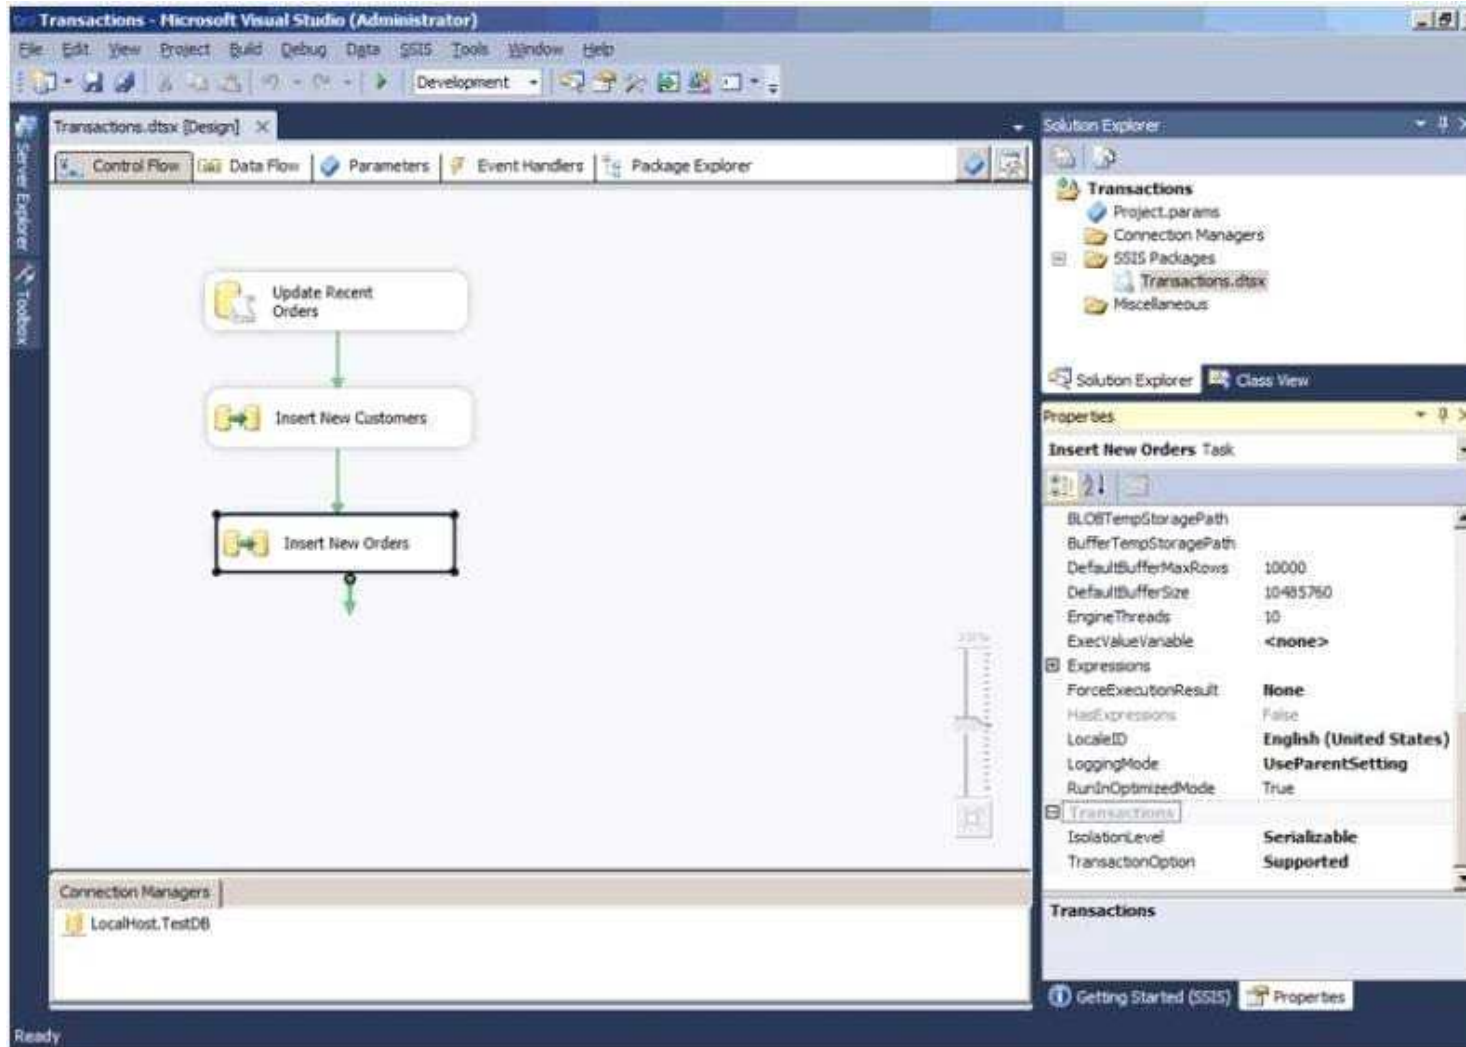 Transactions - Microsoft Visual Studio (Administrator)
File Edit View Project Build Debug Data SSIS Tools Window Help
Development
Server Explorer
Toolbox
Transactions.dtsx [Design]
Control Flow Data Flow Parameters Event Handlers Package Explorer
Update Recent
Orders
Insert New Customers
Insert New Orders
Connection Managers
LocalHost.TestDB
Solution Explorer
Transactions
Project.params
Connection Managers
SSIS Packages
Transactions.dtsx
Miscellaneous
Solution Explorer Class View
Properties
Insert New Orders Task
BLOBTempStoragePath
BufferTempStoragePath
DefaultBufferMaxRows 10000
DefaultBufferSize 10485760
EngineThreads 10
ExecValueVariable <none>
Expressions
ForceExecutionResult None
HasExpressions False
LocaleID English (United States)
LoggingMode UseParentSetting
RunInOptimizedMode True
Transactions
IsolationLevel Serializable
TransactionOption Supported
Transactions
Getting Started (SSIS) Properties
Ready